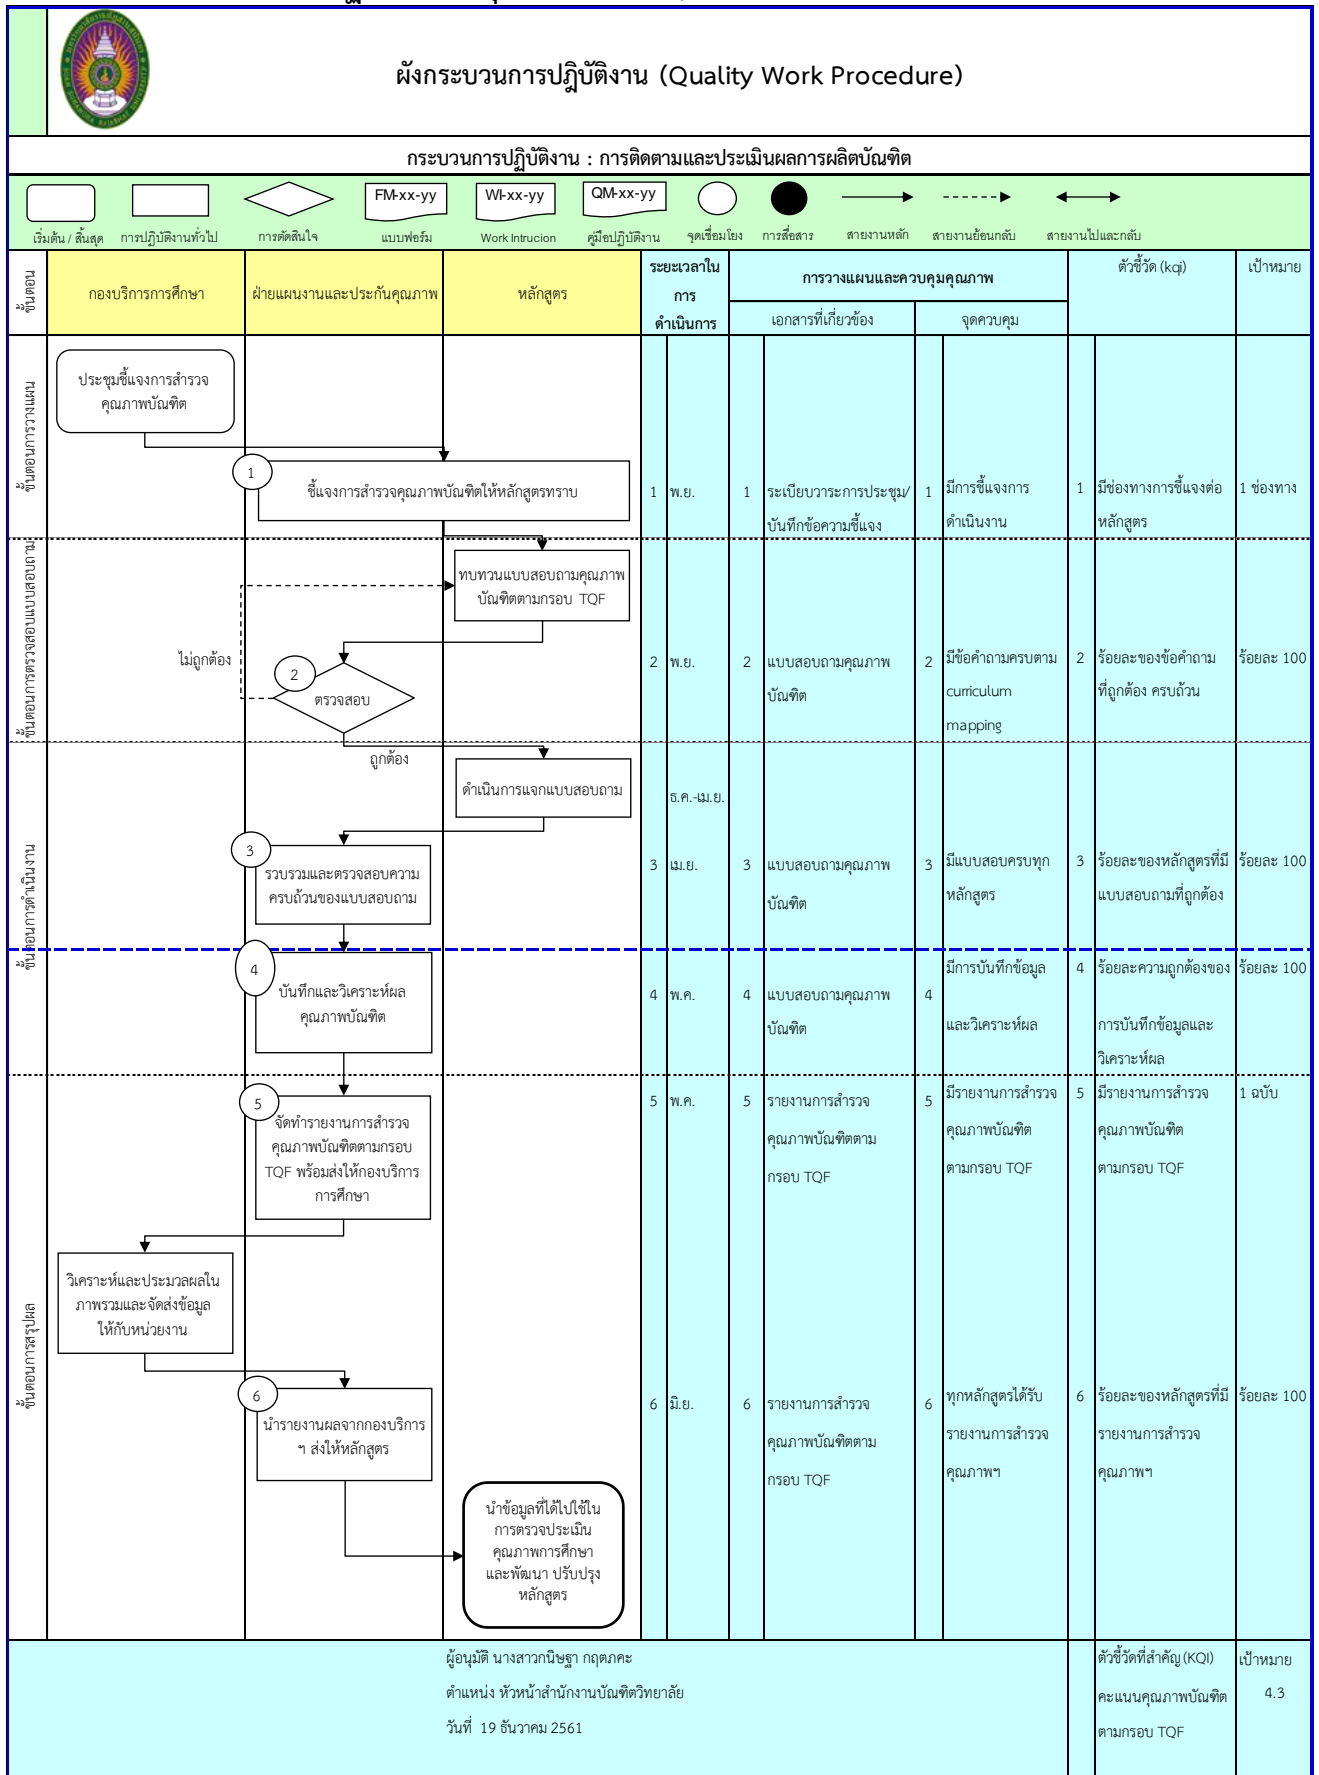 ผังกระบวนการปฎิบัติงาน (Quality Work Procedure)
กระบวนการปฏิบัติงาน : การติดตามและประเมินผลการผลิตบัณฑิต
FM-xx-yy
WI-xx-yy
QM-xx-yy
เริ่มต้น / สิ้นสุด
การปฏิบัติงานทั่วไป
การตัดสินใจ
แบบฟอร์ม
Work Intrucion
คู่มือปฏิบัติงาน
จุดเชื่อมโยง
การสื่อสาร
สายงานหลัก
สายงานย้อนกลับ
สายงานไปและกลับ
ขั้นตอน
กองบริการการศึกษา
ฝ่ายแผนงานและประกันคุณภาพ
หลักสูตร
ระยะเวลาใน
การ
ดำเนินการ
การวางแผนและควบคุมคุณภาพ
เอกสารที่เกี่ยวข้อง
จุดควบคุม
ตัวชี้วัด (kqi)
เป้าหมาย
ขั้นตอนการวางแผน
ประชุมชี้แจงการสำรวจ
คุณภาพบัณฑิต
1
ชี้แจงการสำรวจคุณภาพบัณฑิตให้หลักสูตรทราบ
1 พ.ย.
1 ระเบียบวาระการประชุม/
บันทึกข้อความชี้แจง
1 มีการชี้แจงการ
ดำเนินงาน
1 มีช่องทางการชี้แจงต่อ
หลักสูตร
1 ช่องทาง
ขั้นตอนการตรวจสอบแบบสอบถาม
ทบทวนแบบสอบถามคุณภาพ
บัณฑิตตามกรอบ TQF
ไม่ถูกต้อง
2
ตรวจสอบ
ถูกต้อง
2 พ.ย.
2 แบบสอบถามคุณภาพ
บัณฑิต
2 มีข้อคำถามครบตาม
curriculum
mapping
2 ร้อยละของข้อคำถาม
ที่ถูกต้อง ครบถ้วน
ร้อยละ 100
ขั้นตอนการดำเนินงาน
ดำเนินการแจกแบบสอบถาม
ธ.ค.-เม.ย.
3
รวบรวมและตรวจสอบความ
ครบถ้วนของแบบสอบถาม
3 เม.ย.
3 แบบสอบถามคุณภาพ
บัณฑิต
3 มีแบบสอบครบทุก
หลักสูตร
3 ร้อยละของหลักสูตรที่มี
แบบสอบถามที่ถูกต้อง
ร้อยละ 100
4
บันทึกและวิเคราะห์ผล
คุณภาพบัณฑิต
4 พ.ค.
4 แบบสอบถามคุณภาพ
บัณฑิต
4 มีการบันทึกข้อมูล
และวิเคราะห์ผล
4 ร้อยละความถูกต้องของ
การบันทึกข้อมูลและ
วิเคราะห์ผล
ร้อยละ 100
ขั้นตอนการสรุปผล
5
จัดทำรายงานการสำรวจ
คุณภาพบัณฑิตตามกรอบ
TQF พร้อมส่งให้กองบริการ
การศึกษา
5 พ.ค.
5 รายงานการสำรวจ
คุณภาพบัณฑิตตาม
กรอบ TQF
5 มีรายงานการสำรวจ
คุณภาพบัณฑิต
ตามกรอบ TQF
5 มีรายงานการสำรวจ
คุณภาพบัณฑิต
ตามกรอบ TQF
1 ฉบับ
วิเคราะห์และประมวลผลใน
ภาพรวมและจัดส่งข้อมูล
ให้กับหน่วยงาน
6
นำรายงานผลจากกองบริการ
ฯ ส่งให้หลักสูตร
6 มิ.ย.
6 รายงานการสำรวจ
คุณภาพบัณฑิตตาม
กรอบ TQF
6 ทุกหลักสูตรได้รับ
รายงานการสำรวจ
คุณภาพฯ
6 ร้อยละของหลักสูตรที่มี
รายงานการสำรวจ
คุณภาพฯ
ร้อยละ 100
นำข้อมูลที่ได้ไปใช้ใน
การตรวจประเมิน
คุณภาพการศึกษา
และพัฒนา ปรับปรุง
หลักสูตร
ผู้อนุมัติ นางสาวกนิษฐา กฤตภคะ
ตำแหน่ง หัวหน้าสำนักงานบัณฑิตวิทยาลัย
วันที่ 19 ธันวาคม 2561
ตัวชี้วัดที่สำคัญ (KQI)
คะแนนคุณภาพบัณฑิต
ตามกรอบ TQF
เป้าหมาย
4.3